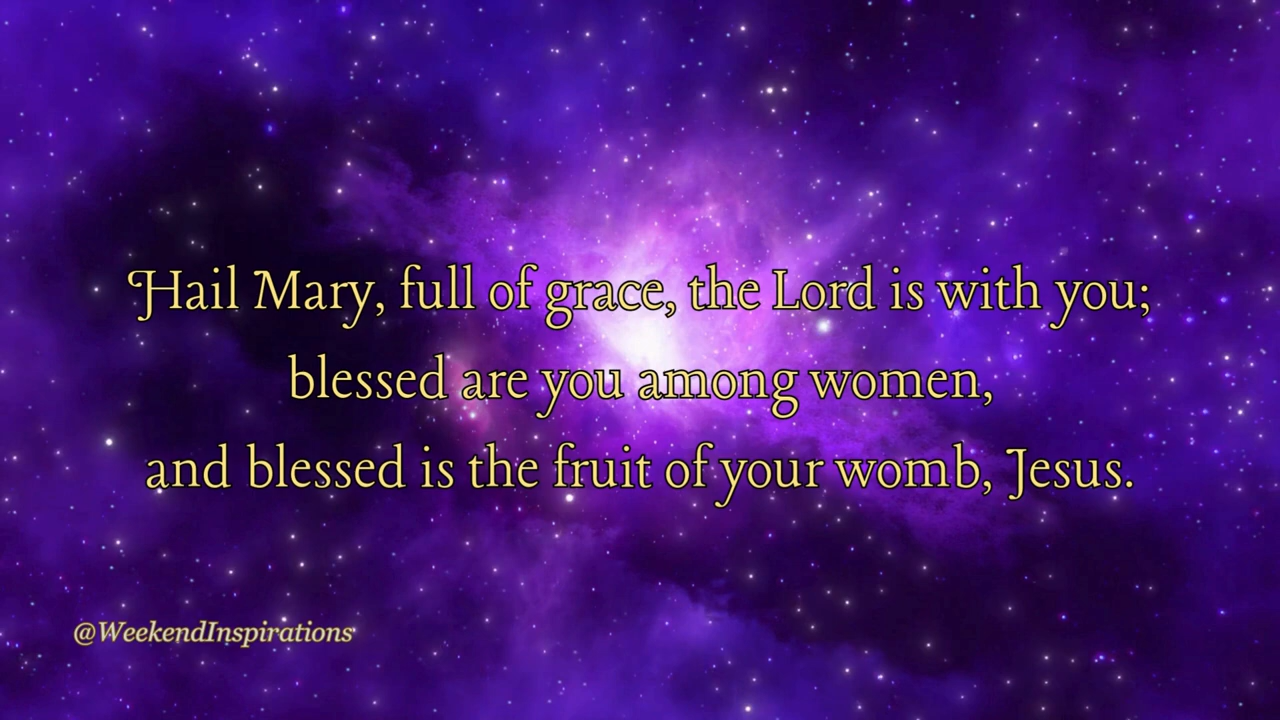 Hail Mary, full of grace, the Lord is with you;
blessed are you among women,
and blessed is the fruit of your womb, Jesus.
@WeekendInspirations